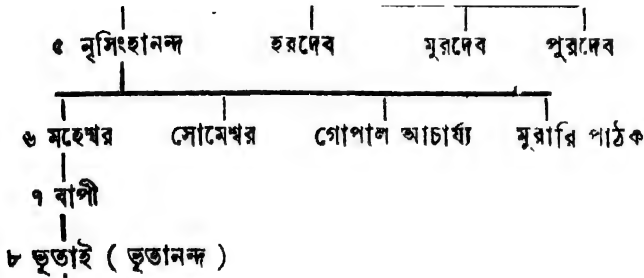 ৫ নৃসিংহানন্দ হরদেব মুরদেব পুরদেব
৬ মহেশ্বর সোমেশ্বর গোপাল আচার্য্য মুরারি পাঠক
৭ বাপী
৮ ভূতাই ( ভূতানন্দ )